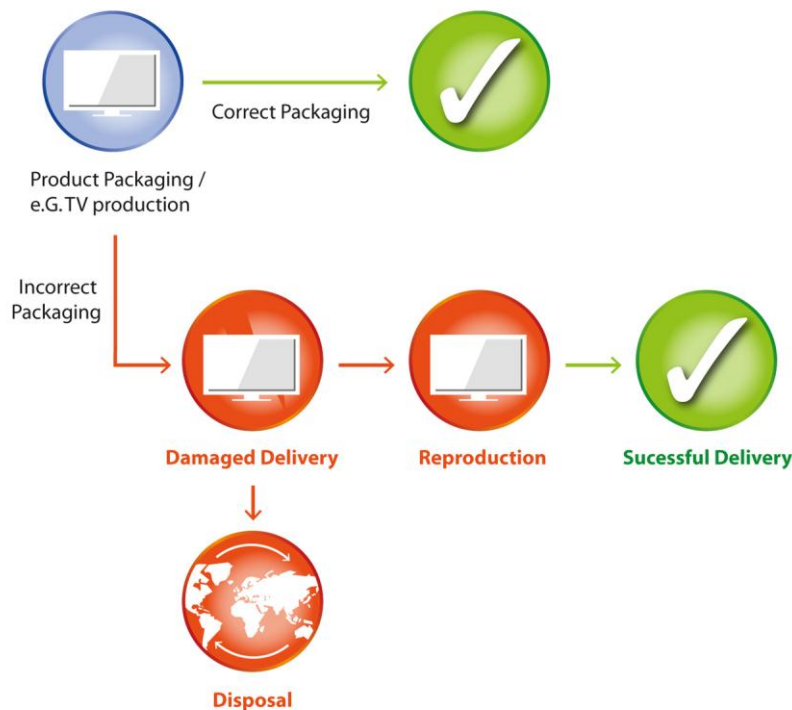 Correct Packaging
Product Packaging /
e.G. TV production
Incorrect
Packaging
Damaged Delivery
Reproduction
Sucessful Delivery
Disposal